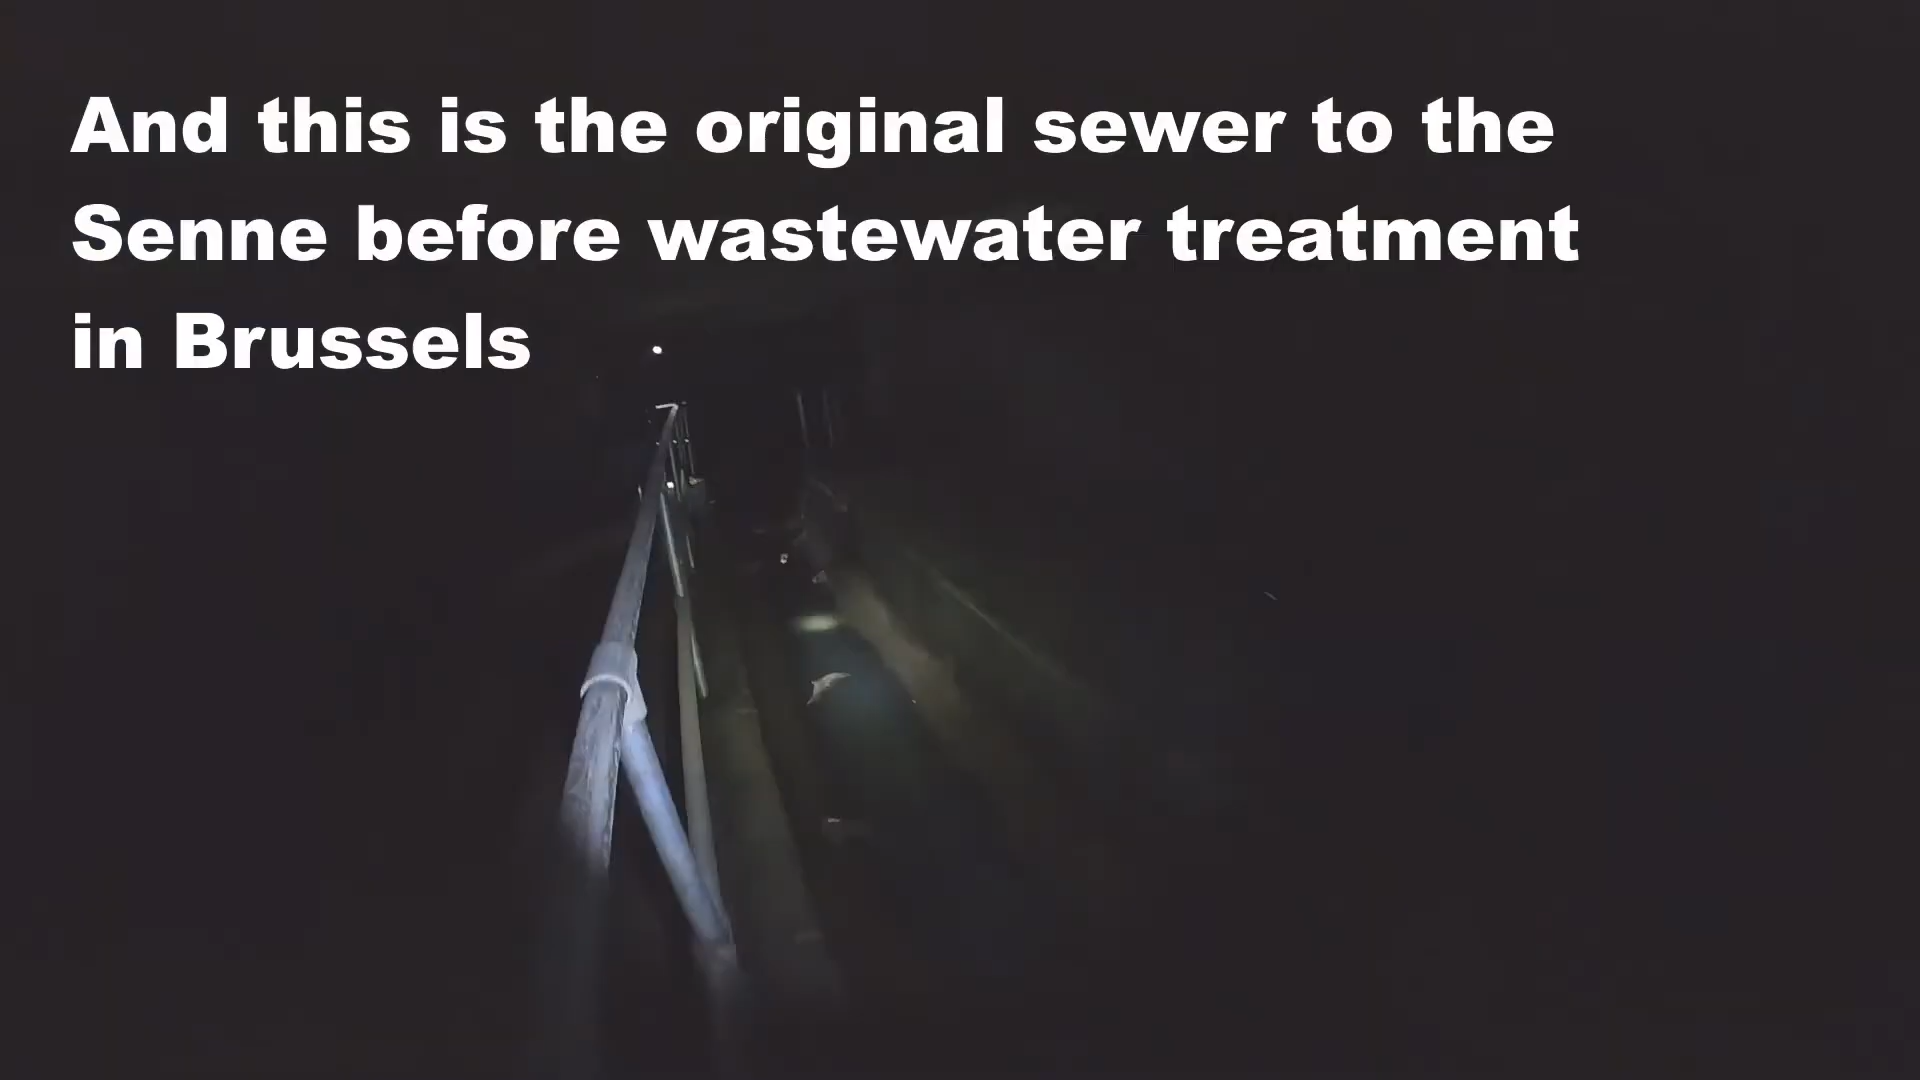 And this is the original sewer to the
Senne before wastewater treatment
in Brussels